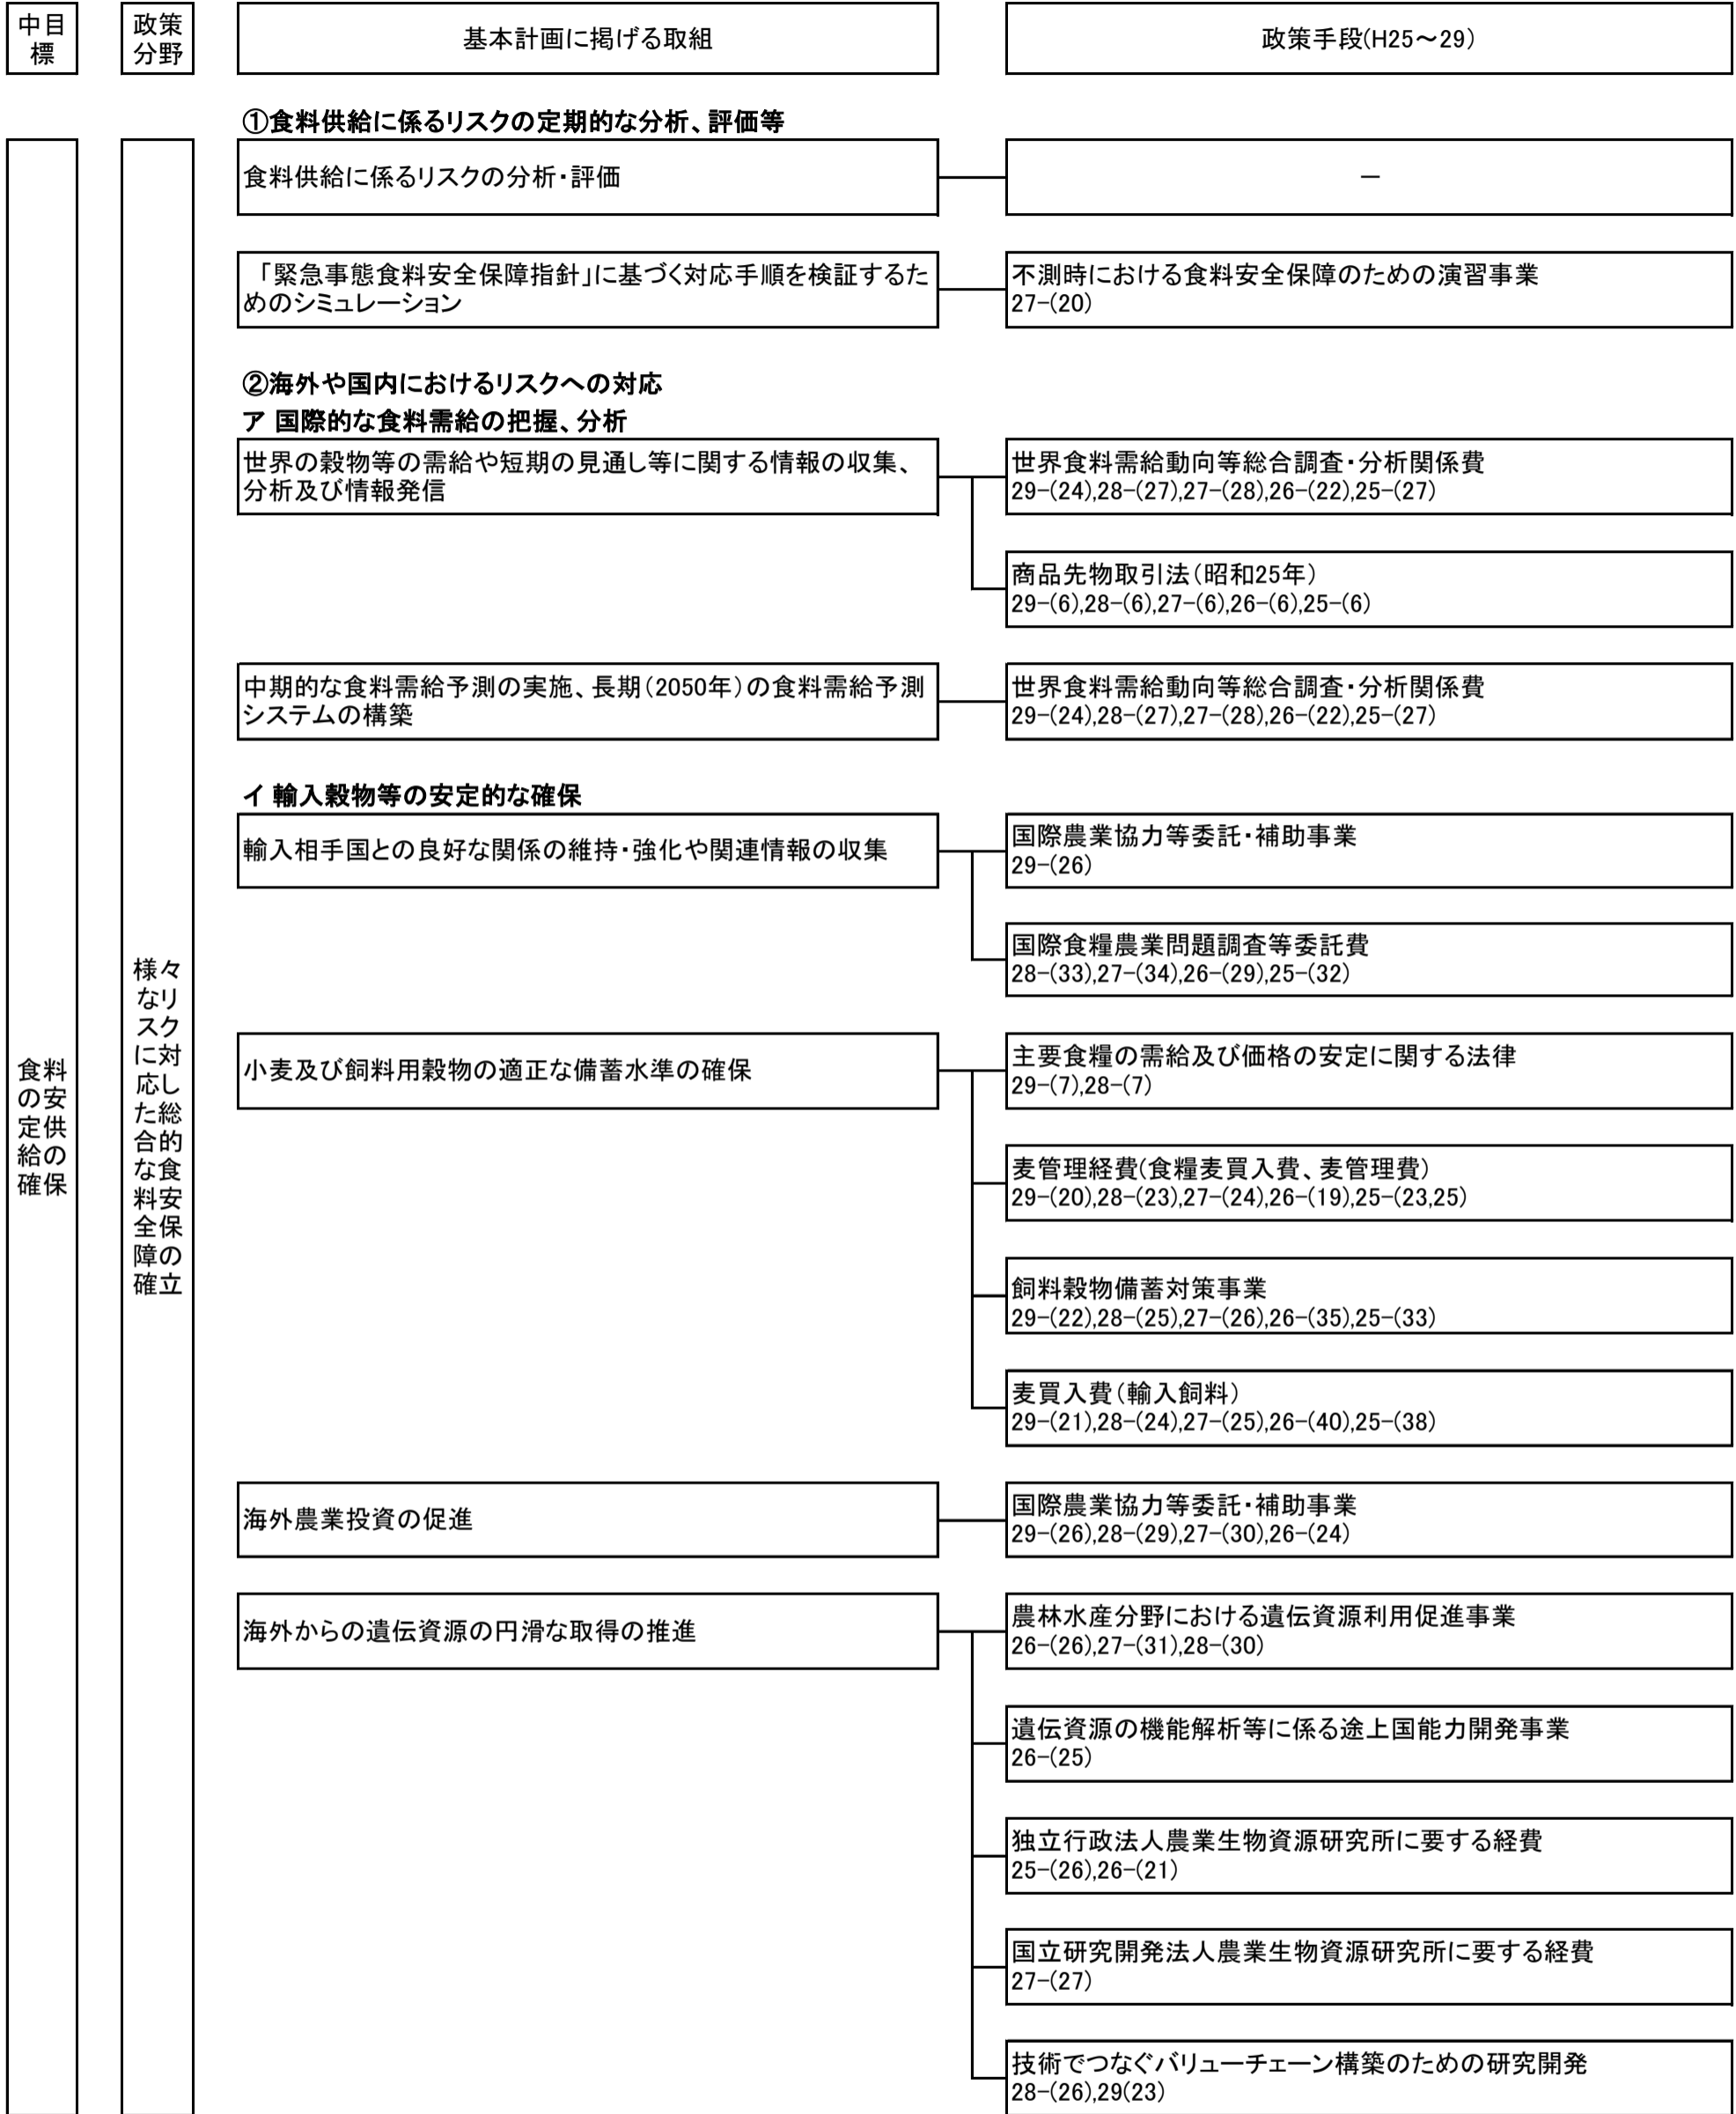 中目
標
政策
分野
基本計画に掲げる取組
政策手段(H25～29)
①食料供給に係るリスクの定期的な分析、評価等
食料供給に係るリスクの分析・評価
－
「緊急事態食料安全保障指針」に基づく対応手順を検証するた
めのシミュレーション
不測時における食料安全保障のための演習事業
27-(20)
②海外や国内におけるリスクへの対応
ア 国際的な食料需給の把握、分析
世界の穀物等の需給や短期の見通し等に関する情報の収集、
分析及び情報発信
世界食料需給動向等総合調査・分析関係費
29-(24),28-(27),27-(28),26-(22),25-(27)
商品先物取引法（昭和25年）
29-(6),28-(6),27-(6),26-(6),25-(6)
中期的な食料需給予測の実施、長期（2050年）の食料需給予測
システムの構築
世界食料需給動向等総合調査・分析関係費
29-(24),28-(27),27-(28),26-(22),25-(27)
イ 輸入穀物等の安定的な確保
輸入相手国との良好な関係の維持・強化や関連情報の収集
国際農業協力等委託・補助事業
29-(26)
国際食糧農業問題調査等委託費
28-(33),27-(34),26-(29),25-(32)
食料
の安
定供
給の
確保
様々
なリ
スク
に対
応し
た総
合的
な食
料安
全保
障の
確立
小麦及び飼料用穀物の適正な備蓄水準の確保
主要食糧の需給及び価格の安定に関する法律
29-(7),28-(7)
麦管理経費(食糧麦買入費、麦管理費)
29-(20),28-(23),27-(24),26-(19),25-(23,25)
飼料穀物備蓄対策事業
29-(22),28-(25),27-(26),26-(35),25-(33)
麦買入費（輸入飼料）
29-(21),28-(24),27-(25),26-(40),25-(38)
海外農業投資の促進
国際農業協力等委託・補助事業
29-(26),28-(29),27-(30),26-(24)
海外からの遺伝資源の円滑な取得の推進
農林水産分野における遺伝資源利用促進事業
26-(26),27-(31),28-(30)
遺伝資源の機能解析等に係る途上国能力開発事業
26-(25)
独立行政法人農業生物資源研究所に要する経費
25-(26),26-(21)
国立研究開発法人農業生物資源研究所に要する経費
27-(27)
技術でつなぐバリューチェーン構築のための研究開発
28-(26),29(23)